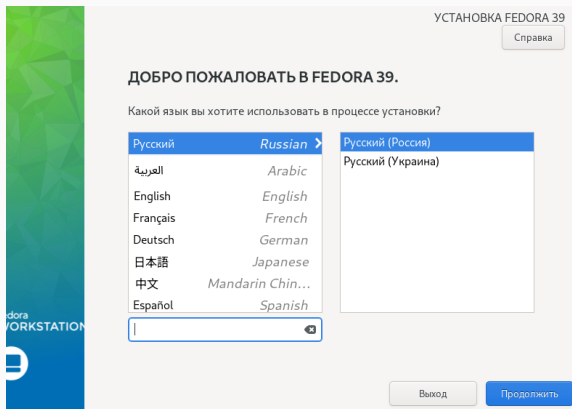 УСТАНОВКА FEDORA 39
Справка
ДОБРО ПОЖАЛОВАТЬ В FEDORA 39.
Какой язык вы хотите использовать в процессе установки?
Русский Russian
العربية Arabic
English English
Français French
Deutsch German
日本語 Japanese
中文 Mandarin Chin...
Español Spanish
Русский (Россия)
Русский (Украина)
dora
WORKSTATION
Выход Продолжить